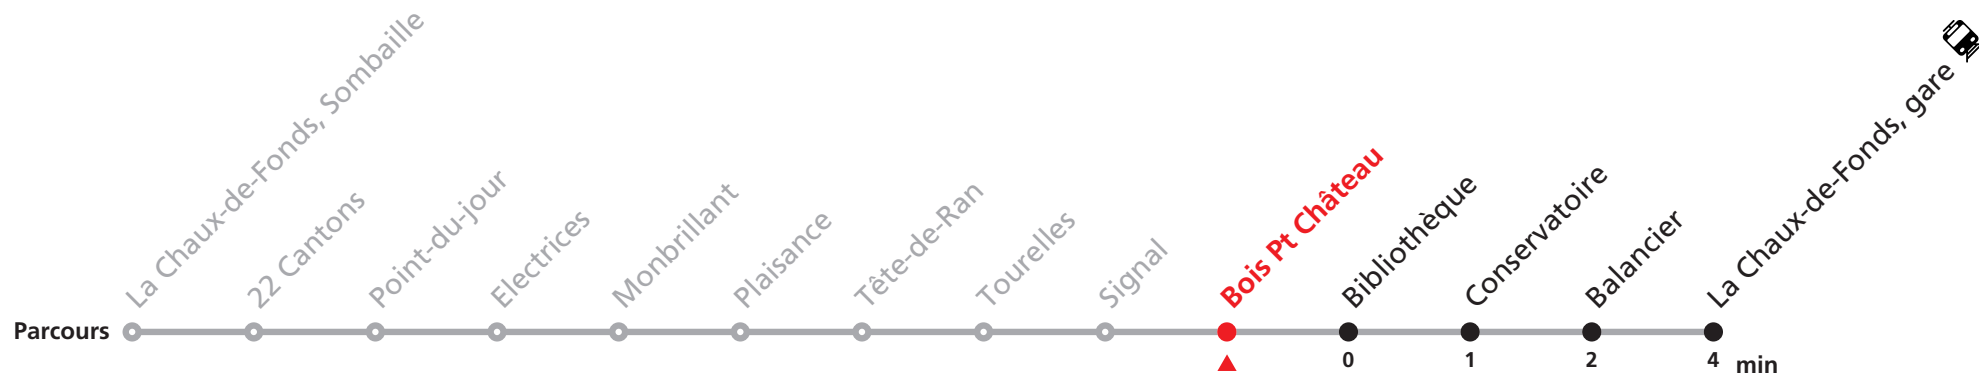 La Chaux-de-Fonds, Sombaille
22 Cantons
Point-du-jour
Electrices
Monbrillant
Plaisance
Tête-de-Ran
Tourelles
Signal
Bois Pt Château
Bibliothèque
Conservatoire
Balancier
La Chaux-de-Fonds, gare
Parcours
0 1 2 4 min